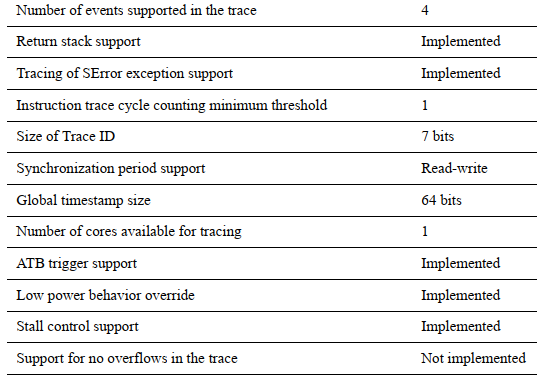 Number of events supported in the trace 4
Return stack support Implemented
Tracing of SError exception support Implemented
Instruction trace cycle counting minimum threshold 1
Size of Trace ID 7 bits
Synchronization period support Read-write
Global timestamp size 64 bits
Number of cores available for tracing 1
ATB trigger support Implemented
Low power behavior override Implemented
Stall control support Implemented
Support for no overflows in the trace Not implemented